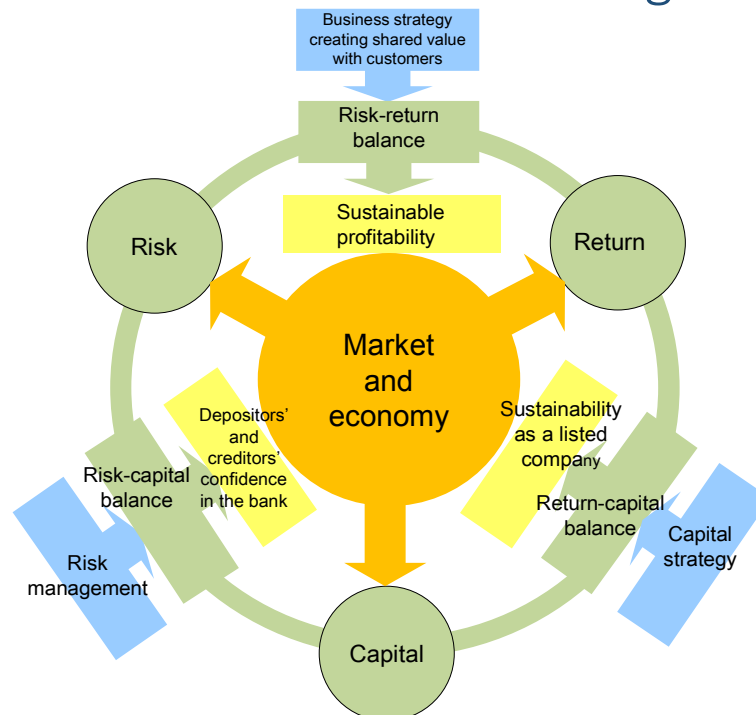 g
Business strategy
creating shared value
with customers
Risk-return
balance
Sustainable
profitability
Risk
Return
Market
and
economy
Depositors’
and
creditors’
confidence
in the bank
Sustainability
as a listed
company
Risk-capital
balance
Return-capital
balance
Risk
management
Capital
strategy
Capital